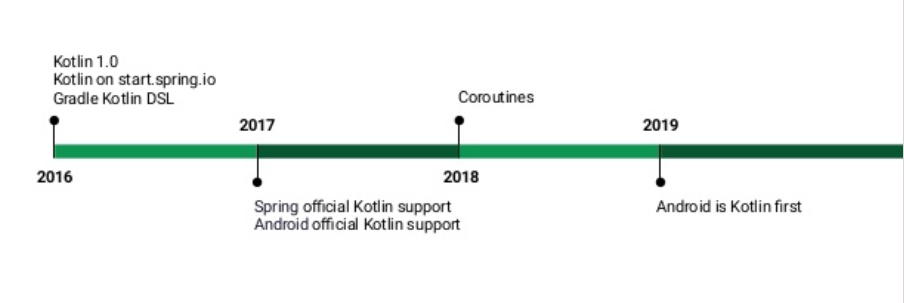 Kotlin 1.0
Kotlin on start.spring.io
Gradle Kotlin DSL
2016
2017
Spring official Kotlin support
Android official Kotlin support
Coroutines
2018
2019
Android is Kotlin first